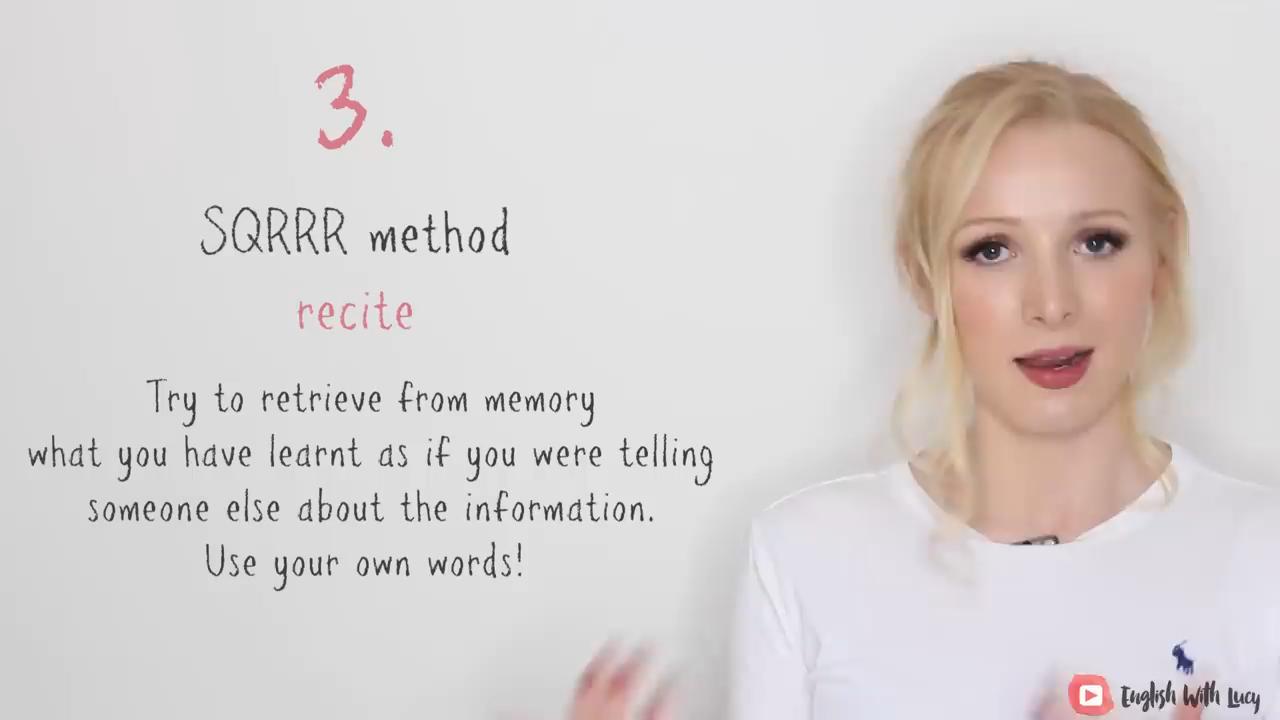 3.
SQRRR method
recite
Try to retrieve from memory
what you have learnt as if you were telling
someone else about the information.
Use your own words!
English With Lucy